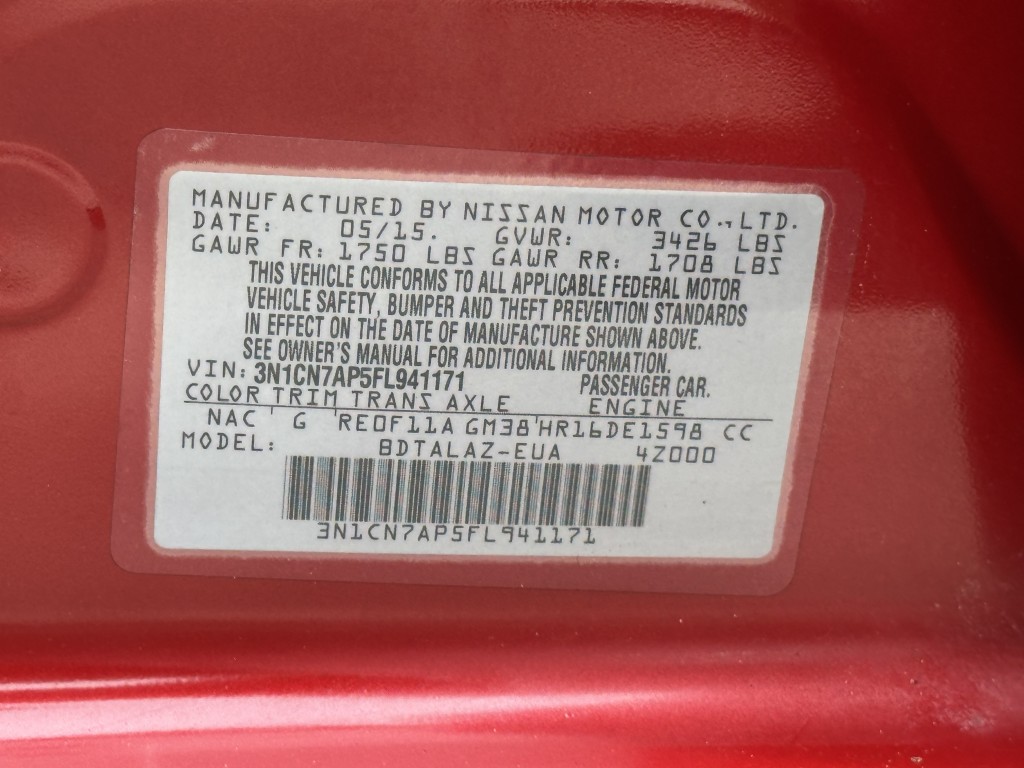 MANUFACTURED BY NISSAN MOTOR CO., LTD.
DATE: 05/15. GVWR: 3426 LBS
GAWR FR: 1750 LBS GAWR RR: 1708 LBS
THIS VEHICLE CONFORMS TO ALL APPLICABLE FEDERAL MOTOR
VEHICLE SAFETY, BUMPER AND THEFT PREVENTION STANDARDS
IN EFFECT ON THE DATE OF MANUFACTURE SHOWN ABOVE.
SEE OWNER'S MANUAL FOR ADDITIONAL INFORMATION.
VIN: 3N1CN7AP5FL941171 PASSENGER CAR.
COLOR TRIM TRANS AXLE ENGINE
NAC ' G RE0F11A GM38'HR16DE1598 CC
MODEL: BDTALAZ-EUA 4Z000
3N1CN7AP5FL941171